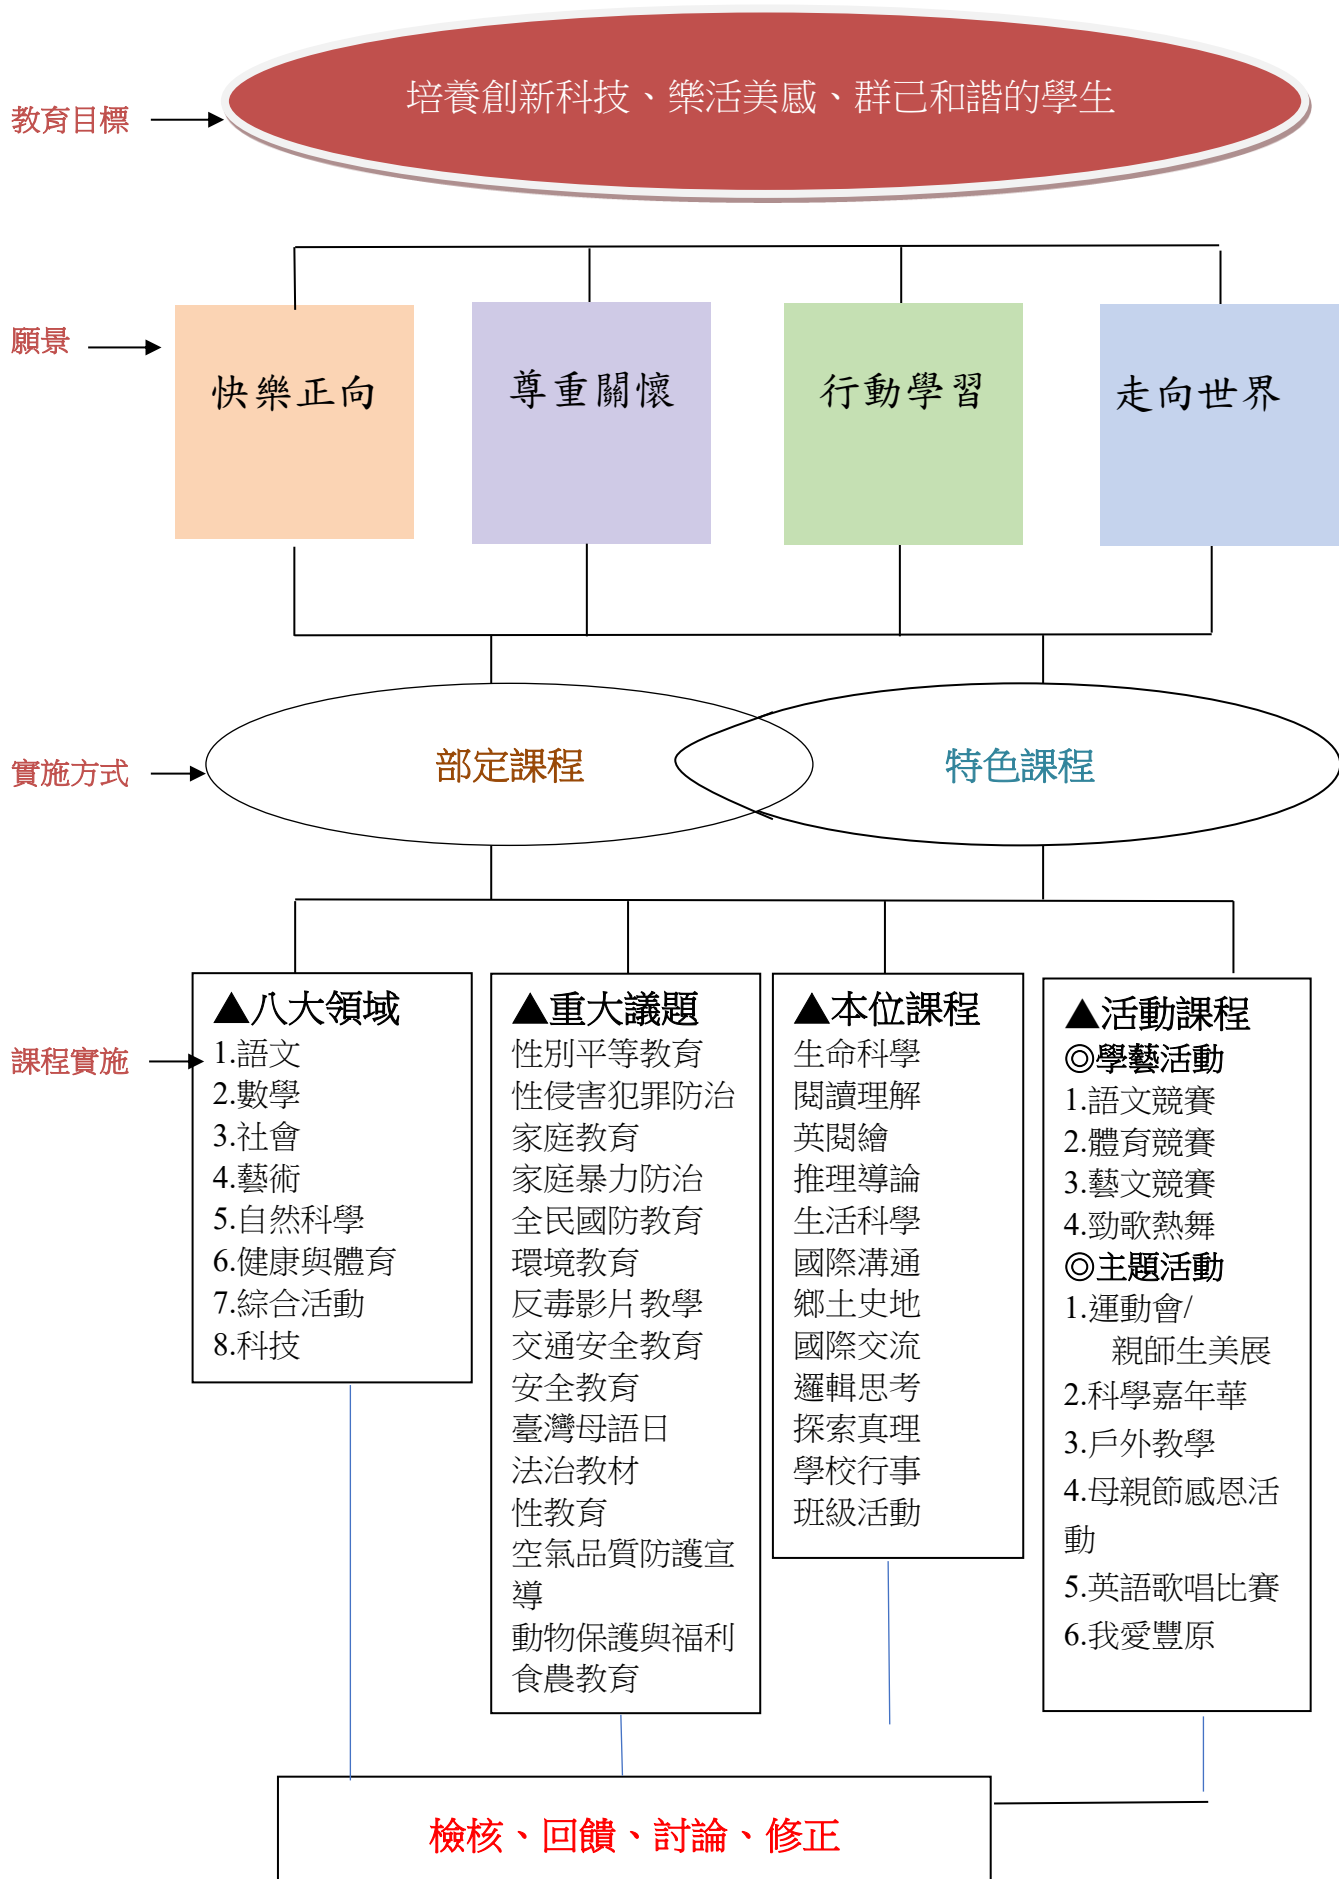 教育目標
培養創新科技、樂活美感、群己和諧的學生
願景
快樂正向
尊重關懷
行動學習
走向世界
實施方式
部定課程
特色課程
課程實施
▲八大領域
1.語文
2.數學
3.社會
4.藝術
5.自然科學
6.健康與體育
7.綜合活動
8.科技
▲重大議題
性別平等教育
性侵害犯罪防治
家庭教育
家庭暴力防治
全民國防教育
環境教育
反毒影片教學
交通安全教育
安全教育
臺灣母語日
法治教材
性教育
空氣品質防護宣
導
動物保護與福利
食農教育
▲本位課程
生命科學
閱讀理解
英閱繪
推理導論
生活科學
國際溝通
鄉土史地
國際交流
邏輯思考
探索真理
學校行事
班級活動
▲活動課程
◎學藝活動
1.語文競賽
2.體育競賽
3.藝文競賽
4.勁歌熱舞
◎主題活動
1.運動會/
親師生美展
2.科學嘉年華
3.戶外教學
4.母親節感恩活
動
5.英語歌唱比賽
6.我愛豐原
檢核、回饋、討論、修正